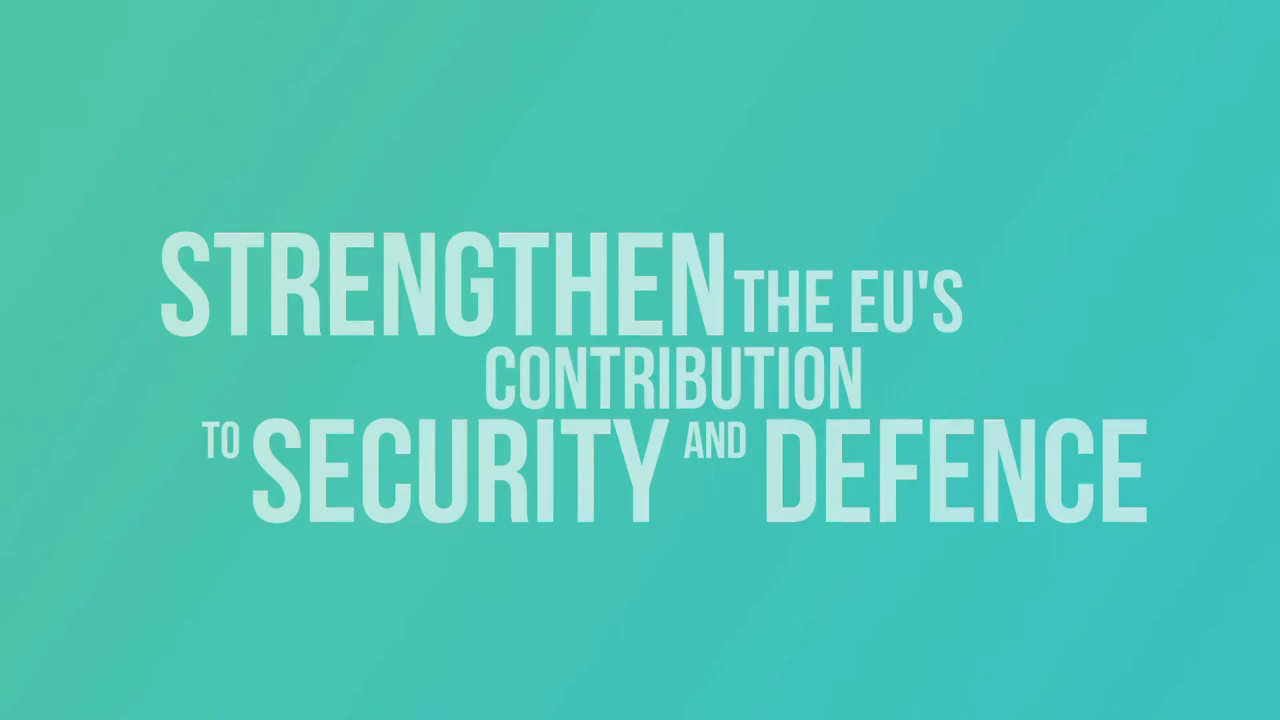 STRENGTHEN THE EU'S
CONTRIBUTION
TO SECURITY AND DEFENCE